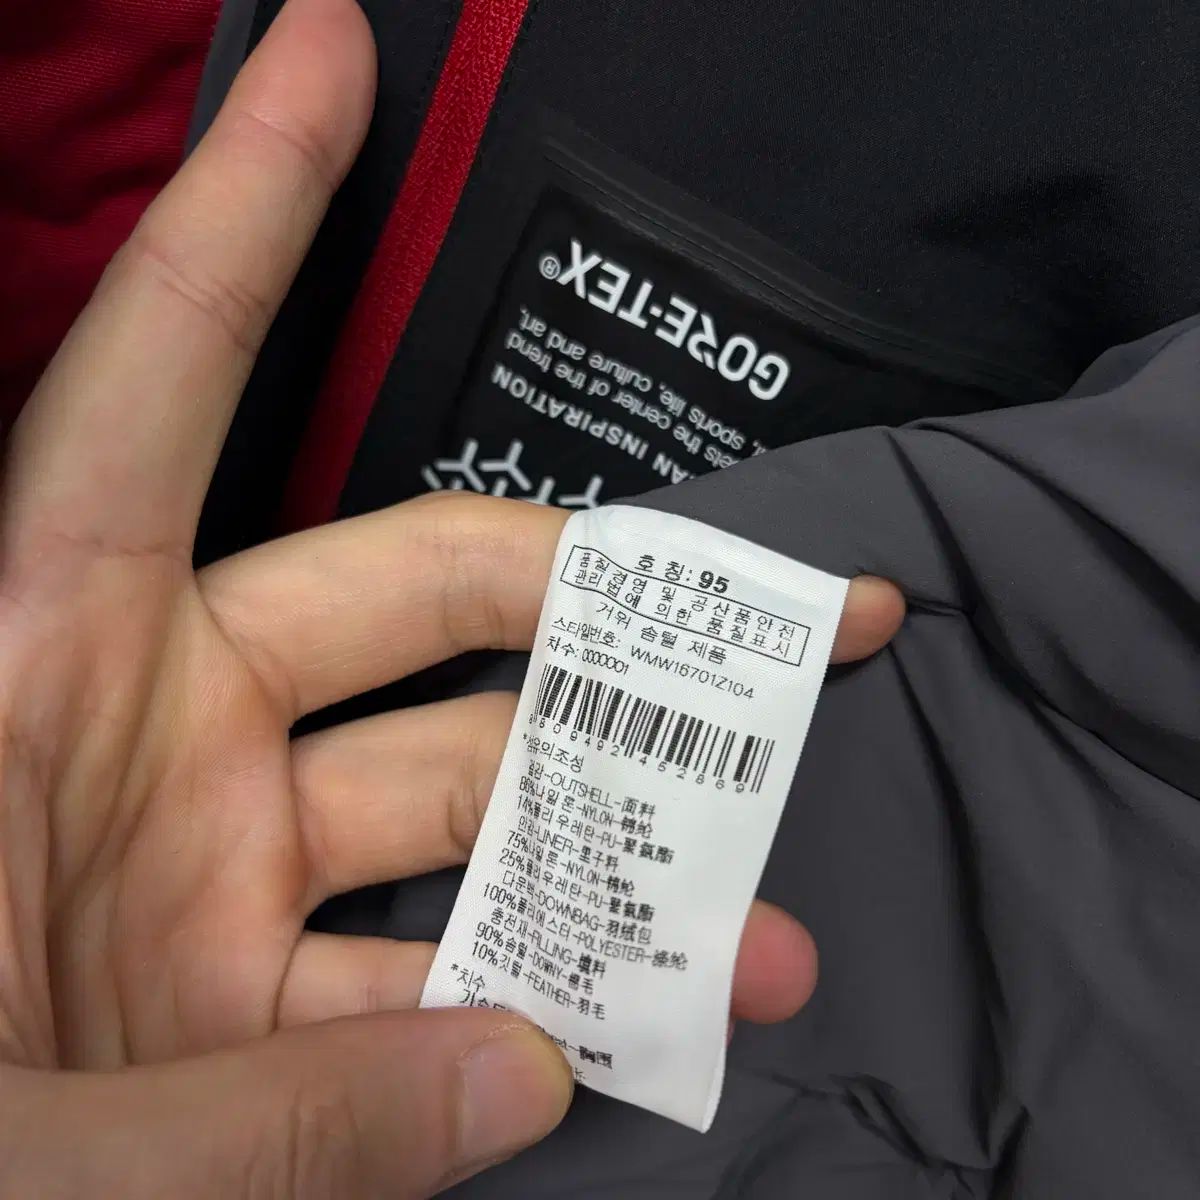 GORE-TEX®
ets the center of the trend
, sports life, culture and art,
AN INSPIRATION
호 칭: 95
품질경영 및 공산품안전
관리법에 의한 품질표시
거위 솜털 제품
스타일번호: WMW16701Z104
차수: 0000001
8809492452869
*섬유의조성
겉감-OUTSHELL-面料
86%나일론-NYLON-锦纶
14%폴리우레탄-PU-聚氨酯
안감-LINER-里子料
75%나일론-NYLON-锦纶
25%폴리우레탄-PU-聚氨酯
다운백-DOWNBAG-羽绒包
100%폴리에스터-POLYESTER-涤纶
충전재-FILLING-填料
90%솜털-DOWNY-绒毛
10%깃털-FEATHER-羽毛
*치수